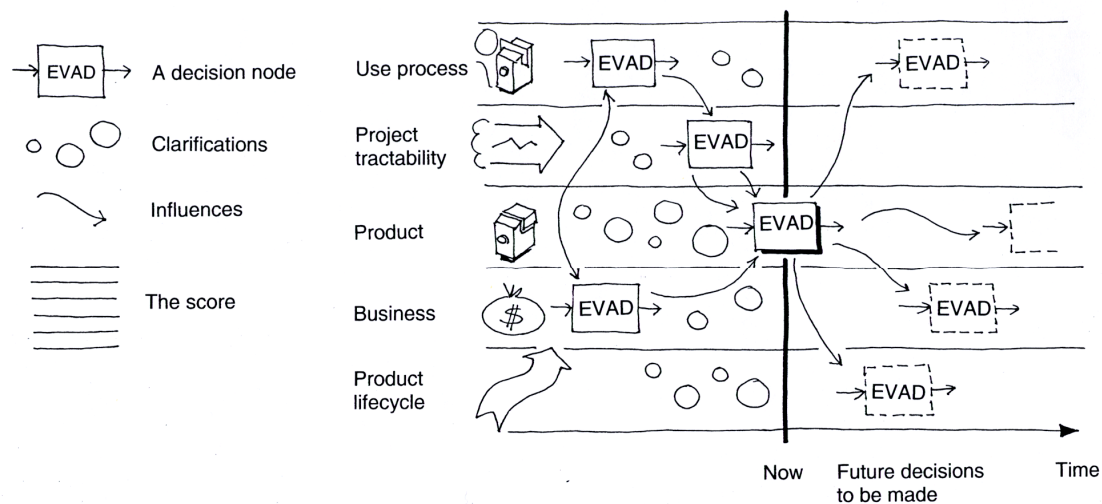 EVAD
A decision node
Clarifications
Influences
The score
Use process
EVAD
EVAD
Project
tractability
EVAD
Product
EVAD
Business
$
EVAD
EVAD
Product
lifecycle
EVAD
Now
Future decisions
to be made
Time